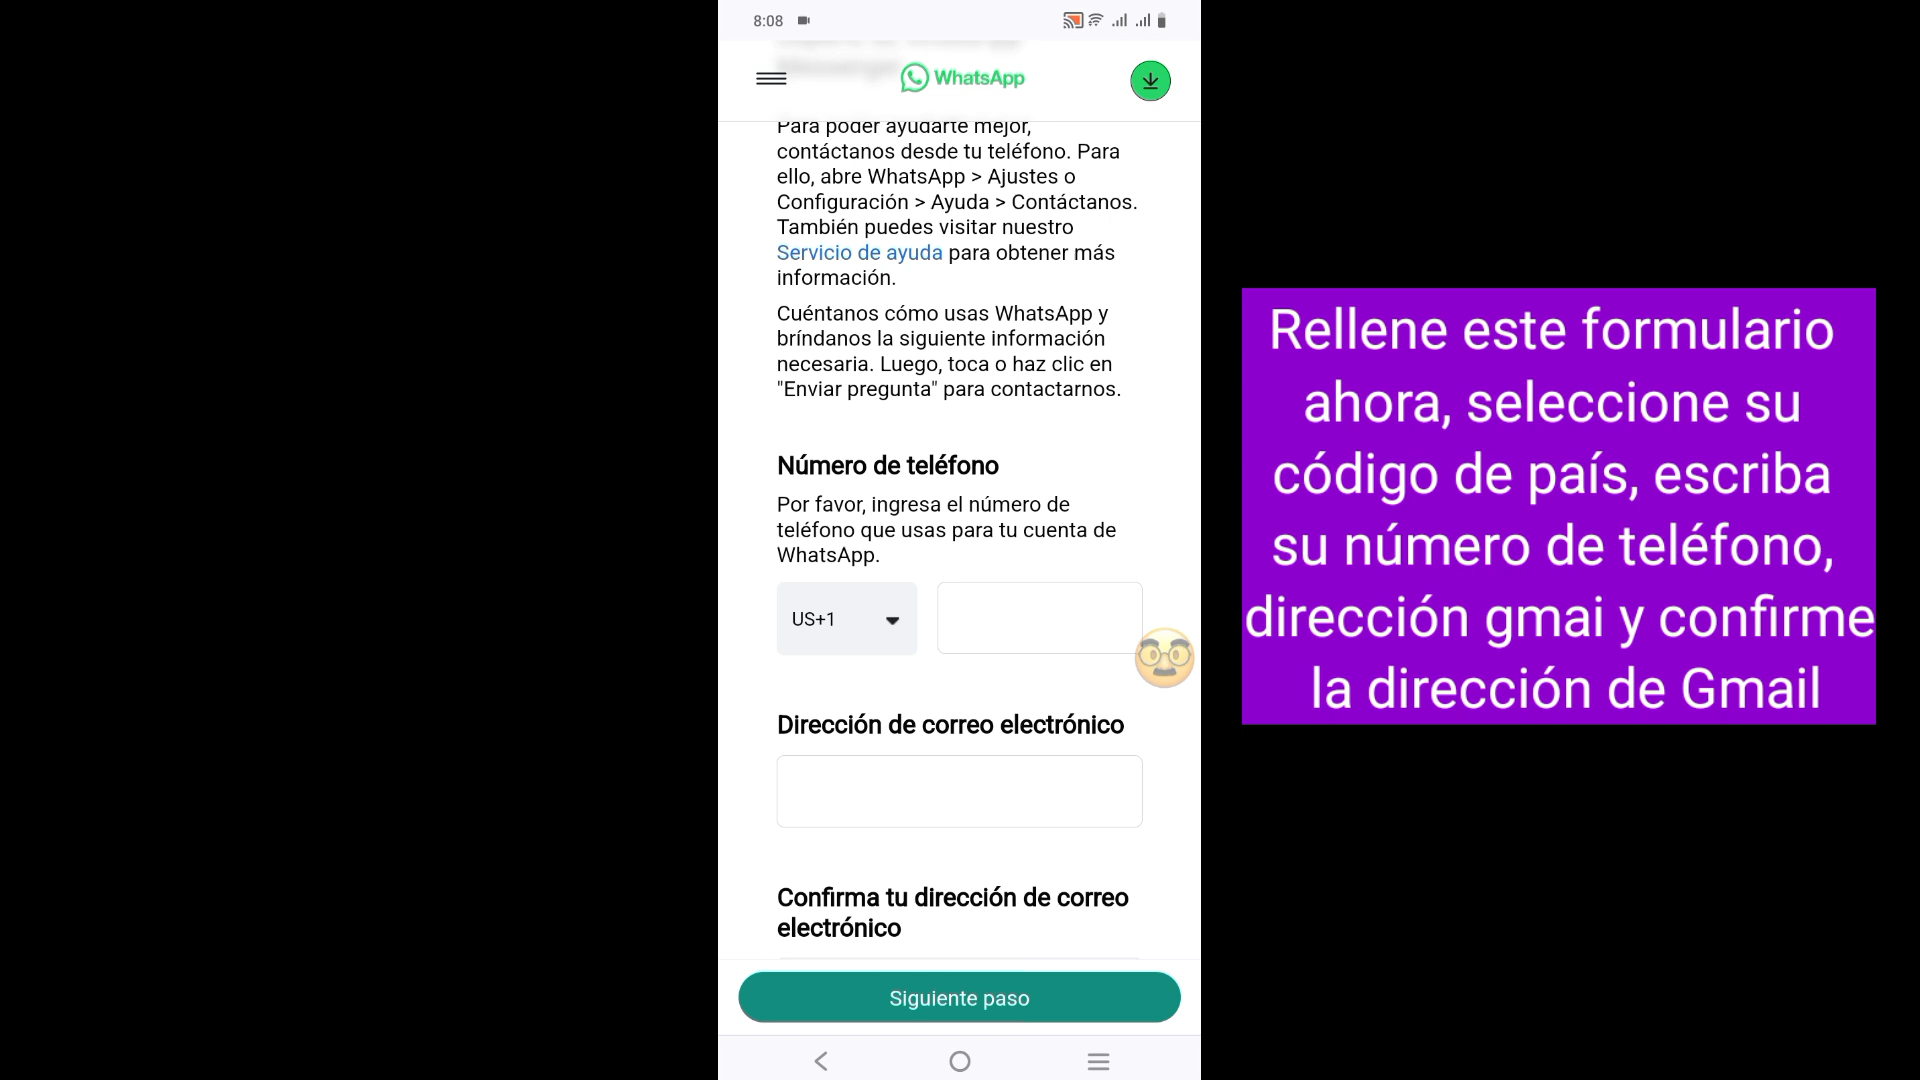 8:08
WhatsApp
Para poder ayudarte mejor,
contáctanos desde tu teléfono. Para
ello, abre WhatsApp > Ajustes o
Configuración > Ayuda > Contáctanos.
También puedes visitar nuestro
Servicio de ayuda para obtener más
información.
Cuéntanos cómo usas WhatsApp y
bríndanos la siguiente información
necesaria. Luego, toca o haz clic en
"Enviar pregunta" para contactarnos.
Número de teléfono
Por favor, ingresa el número de
teléfono que usas para tu cuenta de
WhatsApp.
US+1
Dirección de correo electrónico
Confirma tu dirección de correo
electrónico
Siguiente paso
Rellene este formulario
ahora, seleccione su
código de país, escriba
su número de teléfono,
dirección gmai y confirme
la dirección de Gmail